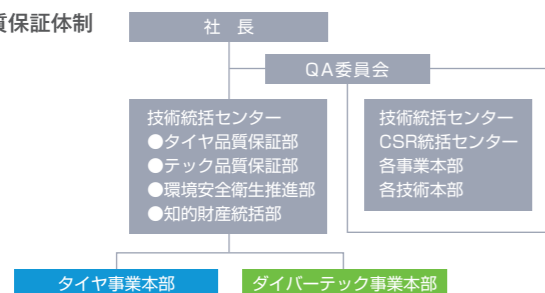 質保証体制
社 長
QA委員会
技術統括センター
●タイヤ品質保証部
●テック品質保証部
●環境安全衛生推進部
●知的財産統括部
技術統括センター
CSR統括センター
各事業本部
各技術本部
タイヤ事業本部
ダイバーテック事業本部